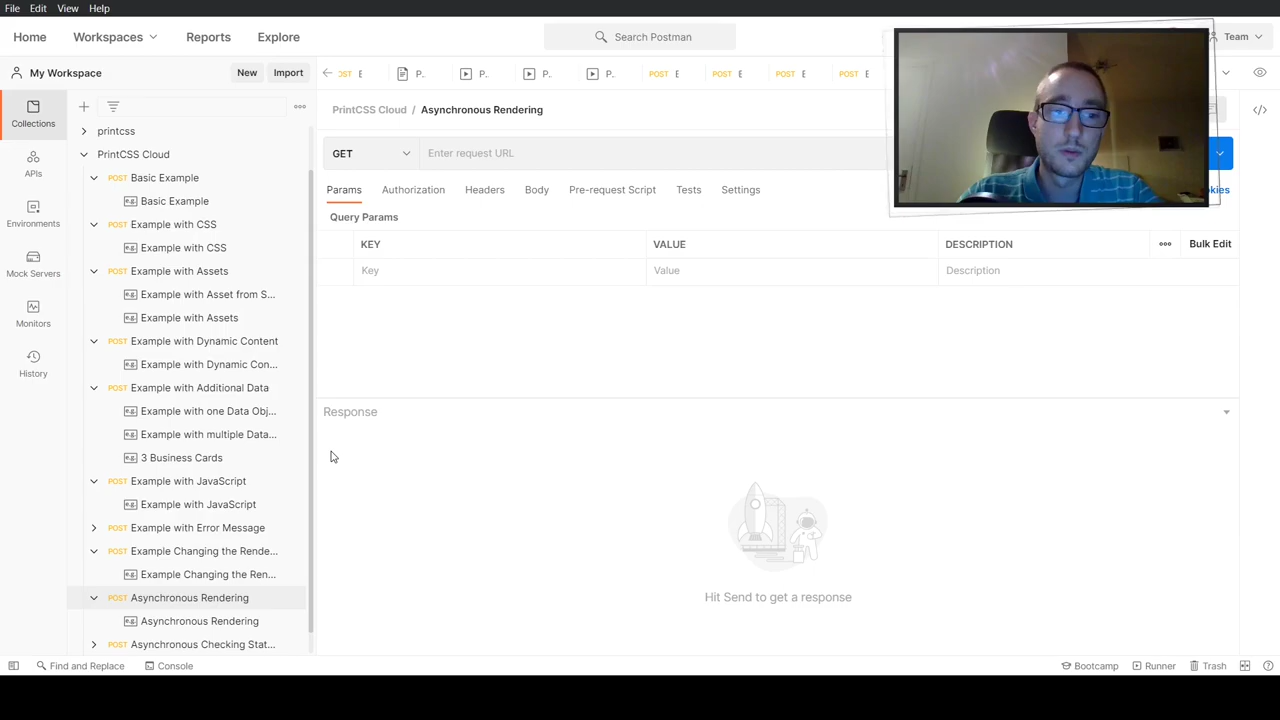 File Edit View Help
Home Workspaces Reports Explore Search Postman Team
My Workspace New Import
POST E P. P. P. P. POST E POST E POST E POST E
Collections
APIs
Environments
Mock Servers
Monitors
History
printcss
PrintCSS Cloud
POST Basic Example
e.g. Basic Example
POST Example with CSS
e.g. Example with CSS
POST Example with Assets
e.g. Example with Asset from S...
e.g. Example with Assets
POST Example with Dynamic Content
e.g. Example with Dynamic Con...
POST Example with Additional Data
e.g. Example with one Data Obj...
e.g. Example with multiple Data...
e.g. 3 Business Cards
POST Example with JavaScript
e.g. Example with JavaScript
POST Example with Error Message
POST Example Changing the Rende...
e.g. Example Changing the Ren...
POST Asynchronous Rendering
e.g. Asynchronous Rendering
POST Asynchronous Checking Stat...
PrintCSS Cloud / Asynchronous Rendering
GET Enter request URL
Params Authorization Headers Body Pre-request Script Tests Settings
Query Params
KEY VALUE DESCRIPTION Bulk Edit
Key Value Description
Response
Hit Send to get a response
Find and Replace Console Bootcamp Runner Trash